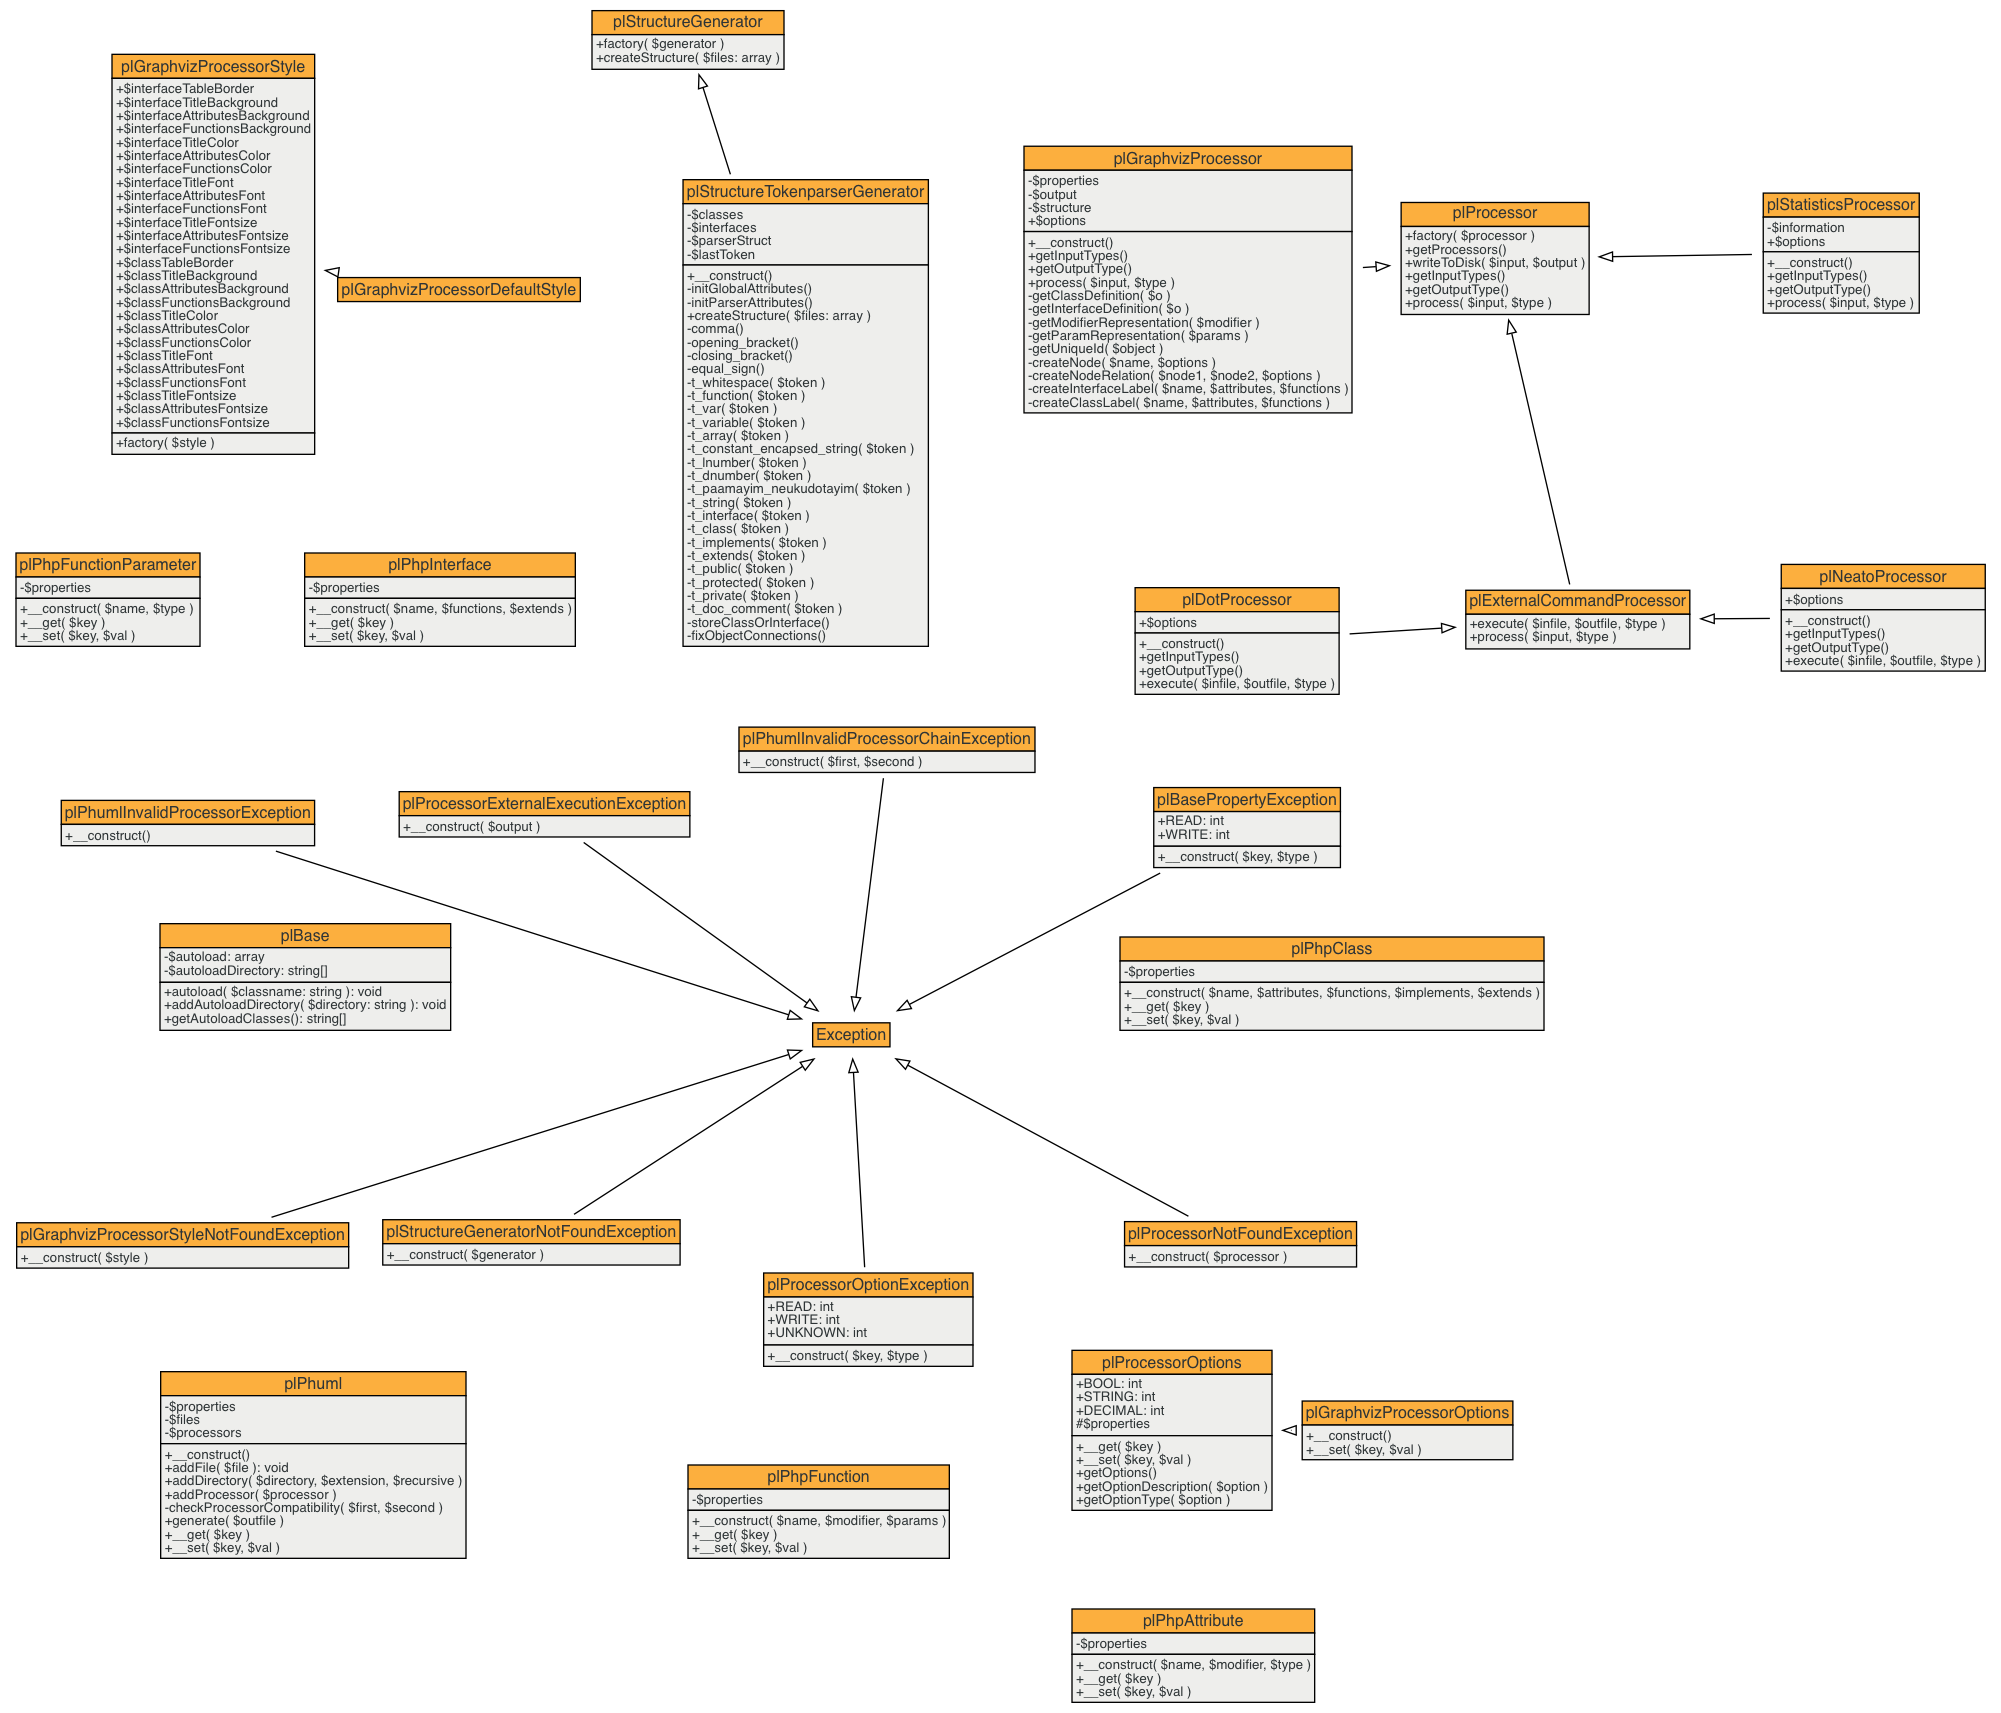 plStructureGenerator
+factory( $generator )
+createStructure( $files: array )
plGraphvizProcessorStyle
+$interfaceTableBorder
+$interfaceTitleBackground
+$interfaceAttributesBackground
+$interfaceFunctionsBackground
+$interfaceTitleColor
+$interfaceAttributesColor
+$interfaceFunctionsColor
+$interfaceTitleFont
+$interfaceAttributesFont
+$interfaceFunctionsFont
+$interfaceTitleFontsize
+$interfaceAttributesFontsize
+$interfaceFunctionsFontsize
+$classTableBorder
+$classTitleBackground
+$classAttributesBackground
+$classFunctionsBackground
+$classTitleColor
+$classAttributesColor
+$classFunctionsColor
+$classTitleFont
+$classAttributesFont
+$classFunctionsFont
+$classTitleFontsize
+$classAttributesFontsize
+$classFunctionsFontsize
+factory( $style )
plGraphvizProcessorDefaultStyle
plStructureTokenparserGenerator
-$classes
-$interfaces
-$parserStruct
-$lastToken
+__construct()
-initGlobalAttributes()
-initParserAttributes()
+createStructure( $files: array )
-comma()
-opening_bracket()
-closing_bracket()
-equal_sign()
-t_whitespace( $token )
-t_function( $token )
-t_var( $token )
-t_variable( $token )
-t_array( $token )
-t_constant_encapsed_string( $token )
-t_lnumber( $token )
-t_dnumber( $token )
-t_paamayim_neukudotayim( $token )
-t_string( $token )
-t_interface( $token )
-t_class( $token )
-t_implements( $token )
-t_extends( $token )
-t_public( $token )
-t_protected( $token )
-t_private( $token )
-t_doc_comment( $token )
-storeClassOrInterface()
-fixObjectConnections()
plGraphvizProcessor
-$properties
-$output
-$structure
+$options
+__construct()
+getInputTypes()
+getOutputType()
+process( $input, $type )
-getClassDefinition( $o )
-getInterfaceDefinition( $o )
-getModifierRepresentation( $modifier )
-getParamRepresentation( $params )
-getUniqueId( $object )
-createNode( $name, $options )
-createNodeRelation( $node1, $node2, $options )
-createInterfaceLabel( $name, $attributes, $functions )
-createClassLabel( $name, $attributes, $functions )
plProcessor
+factory( $processor )
+getProcessors()
+writeToDisk( $input, $output )
+getInputTypes()
+getOutputType()
+process( $input, $type )
plStatisticsProcessor
-$information
+$options
+__construct()
+getInputTypes()
+getOutputType()
+process( $input, $type )
plPhpFunctionParameter
-$properties
+__construct( $name, $type )
+__get( $key )
+__set( $key, $val )
plPhpInterface
-$properties
+__construct( $name, $functions, $extends )
+__get( $key )
+__set( $key, $val )
plDotProcessor
+$options
+__construct()
+getInputTypes()
+getOutputType()
+execute( $infile, $outfile, $type )
plExternalCommandProcessor
+execute( $infile, $outfile, $type )
+process( $input, $type )
plNeatoProcessor
+$options
+__construct()
+getInputTypes()
+getOutputType()
+execute( $infile, $outfile, $type )
plPhumlInvalidProcessorChainException
+__construct( $first, $second )
plPhumlInvalidProcessorException
+__construct()
plProcessorExternalExecutionException
+__construct( $output )
plBasePropertyException
+READ: int
+WRITE: int
+__construct( $key, $type )
plBase
-$autoload: array
-$autoloadDirectory: string[]
+autoload( $classname: string ): void
+addAutoloadDirectory( $directory: string ): void
+getAutoloadClasses(): string[]
plPhpClass
-$properties
+__construct( $name, $attributes, $functions, $implements, $extends )
+__get( $key )
+__set( $key, $val )
Exception
plGraphvizProcessorStyleNotFoundException
+__construct( $style )
plStructureGeneratorNotFoundException
+__construct( $generator )
plProcessorOptionException
+READ: int
+WRITE: int
+UNKNOWN: int
+__construct( $key, $type )
plProcessorNotFoundException
+__construct( $processor )
plPhuml
-$properties
-$files
-$processors
+__construct()
+addFile( $file ): void
+addDirectory( $directory, $extension, $recursive )
+addProcessor( $processor )
-checkProcessorCompatibility( $first, $second )
+generate( $outfile )
+__get( $key )
+__set( $key, $val )
plProcessorOptions
+BOOL: int
+STRING: int
+DECIMAL: int
#$properties
+__get( $key )
+__set( $key, $val )
+getOptions()
+getOptionDescription( $option )
+getOptionType( $option )
plGraphvizProcessorOptions
+__construct()
+__set( $key, $val )
plPhpFunction
-$properties
+__construct( $name, $modifier, $params )
+__get( $key )
+__set( $key, $val )
plPhpAttribute
-$properties
+__construct( $name, $modifier, $type )
+__get( $key )
+__set( $key, $val )